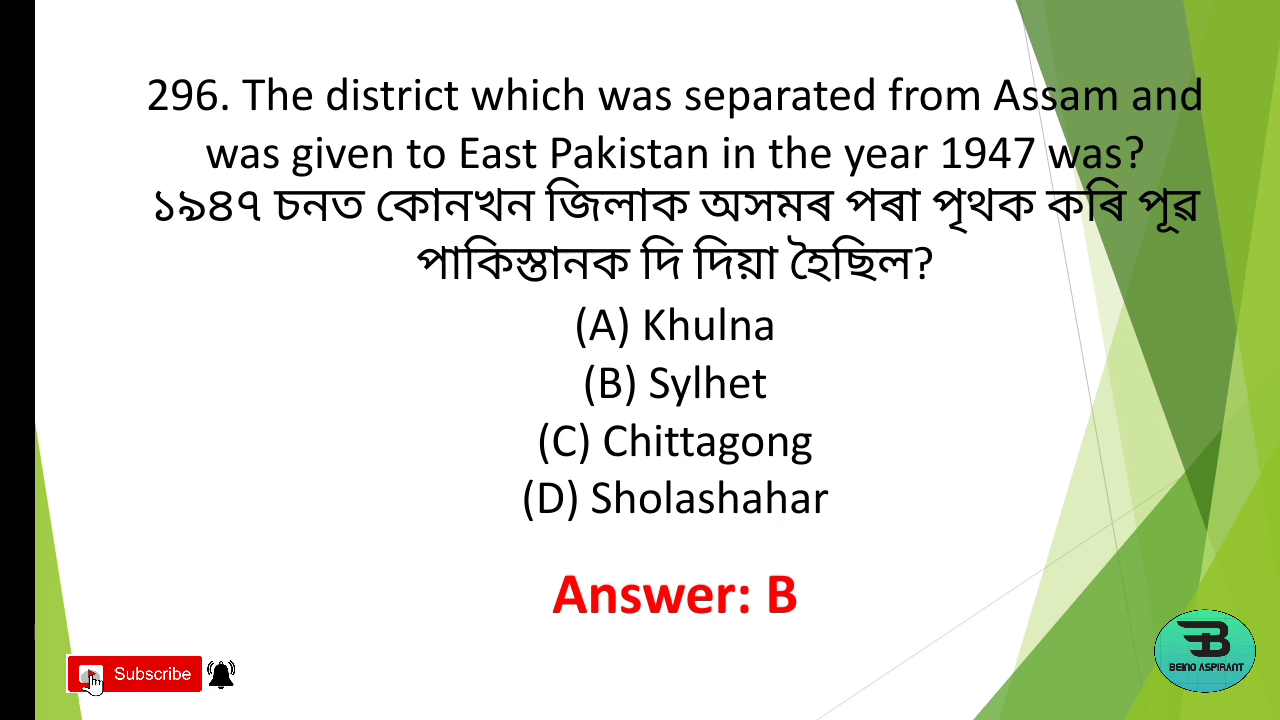 296. The district which was separated from Assam and
was given to East Pakistan in the year 1947 was?
১৯৪৭ চনত কোনখন জিলাক অসমৰ পৰা পৃথক কৰি পূৱ
পাকিস্তানক দি দিয়া হৈছিল?
(A) Khulna
(B) Sylhet
(C) Chittagong
(D) Sholashahar
Answer: B
Subscribe
BEING ASPIRANT